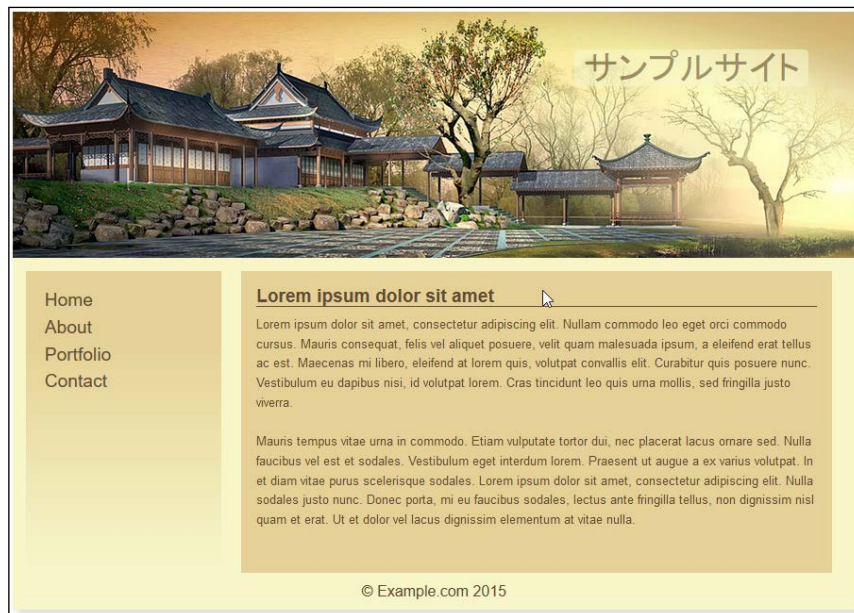 サンプルサイト
Home
About
Portfolio
Contact
Lorem ipsum dolor sit amet
Lorem ipsum dolor sit amet, consectetur adipiscing elit. Nullam commodo leo eget orci commodo
cursus. Mauris consequat, felis vel aliquet posuere, velit quam malesuada ipsum, a eleifend erat tellus
ac est. Maecenas mi libero, eleifend at lorem quis, volutpat convallis elit. Curabitur quis posuere nunc.
Vestibulum eu dapibus nisi, id volutpat lorem. Cras tincidunt leo quis urna mollis, sed fringilla justo
viverra.
Mauris tempus vitae urna in commodo. Etiam vulputate tortor dui, nec placerat lacus ornare sed. Nulla
faucibus vel est et sodales. Vestibulum eget interdum lorem. Praesent ut augue a ex varius volutpat. In
et diam vitae purus scelerisque sodales. Lorem ipsum dolor sit amet, consectetur adipiscing elit. Nulla
sodales justo nunc. Donec porta, mi eu faucibus sodales, lectus ante fringilla tellus, non dignissim nisl
quam et erat. Ut et dolor vel lacus dignissim elementum at vitae nulla.
© Example.com 2015